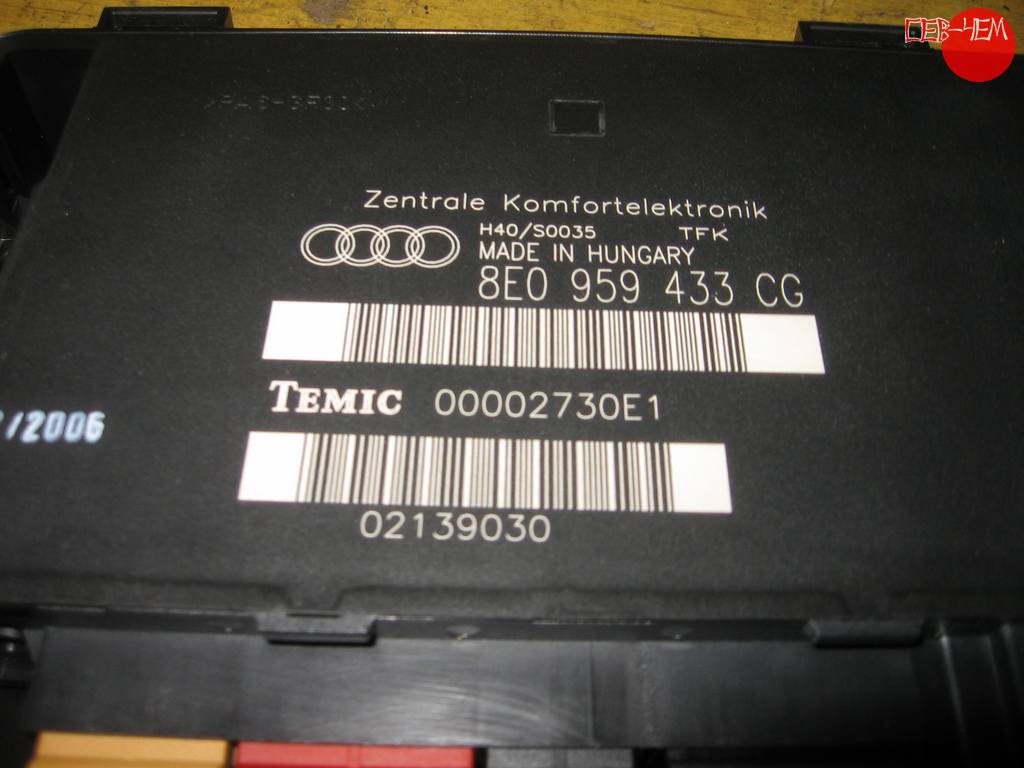 Zentrale Komfortelektronik
H40/S0035 TFK
MADE IN HUNGARY
8E0 959 433 CG
TEMIC 00002730E1
/2006
02139030